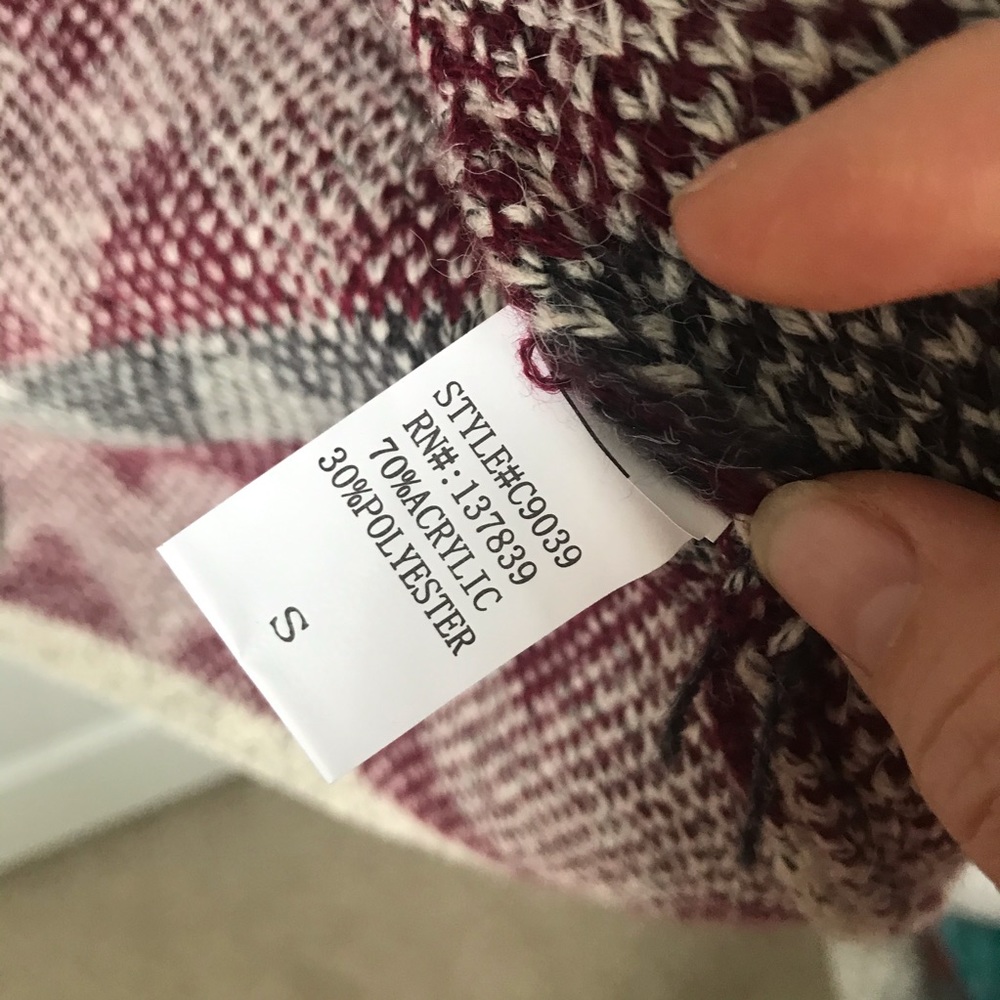 STYLE#C9039
RN#:137839
70%ACRYLIC
30%POLYESTER
S